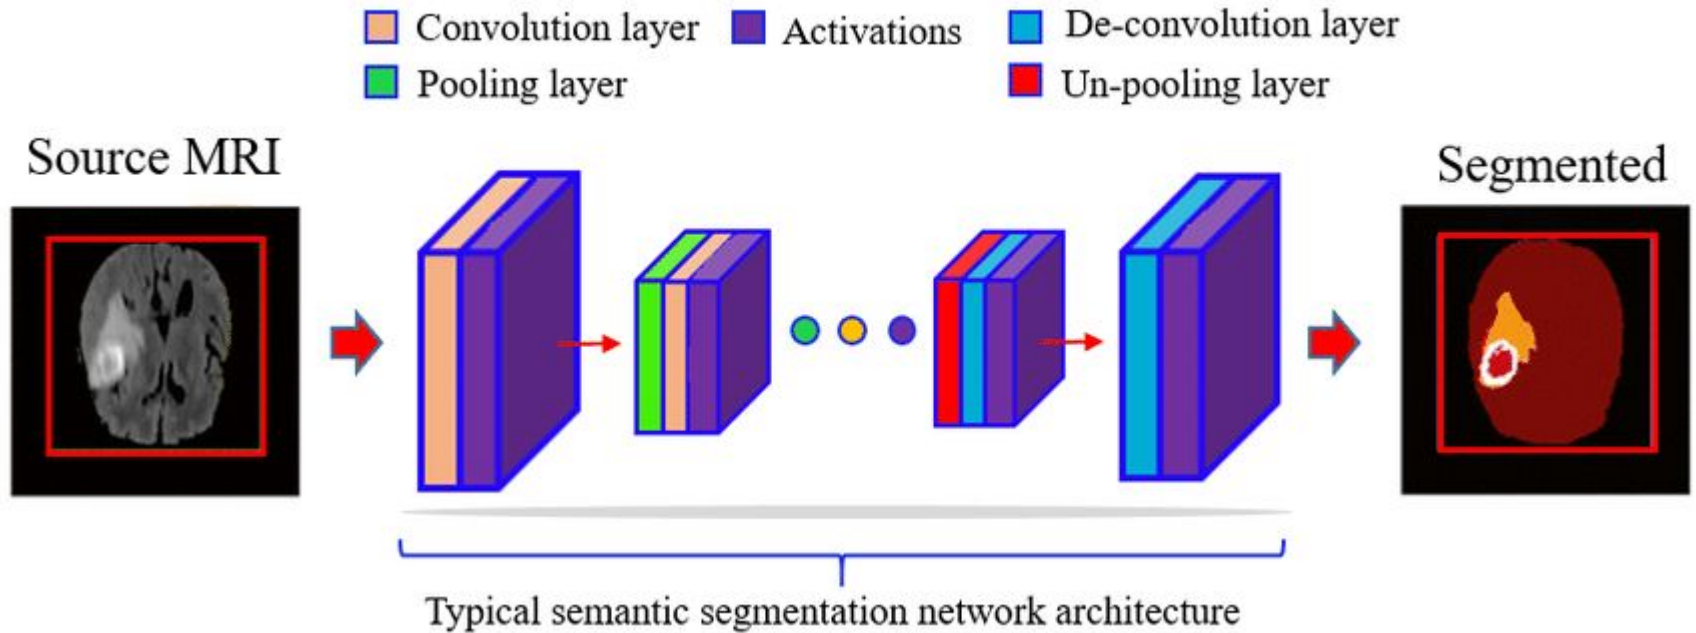 Convolution layer
Activations
De-convolution layer
Pooling layer
Un-pooling layer
Source MRI
Segmented
Typical semantic segmentation network architecture